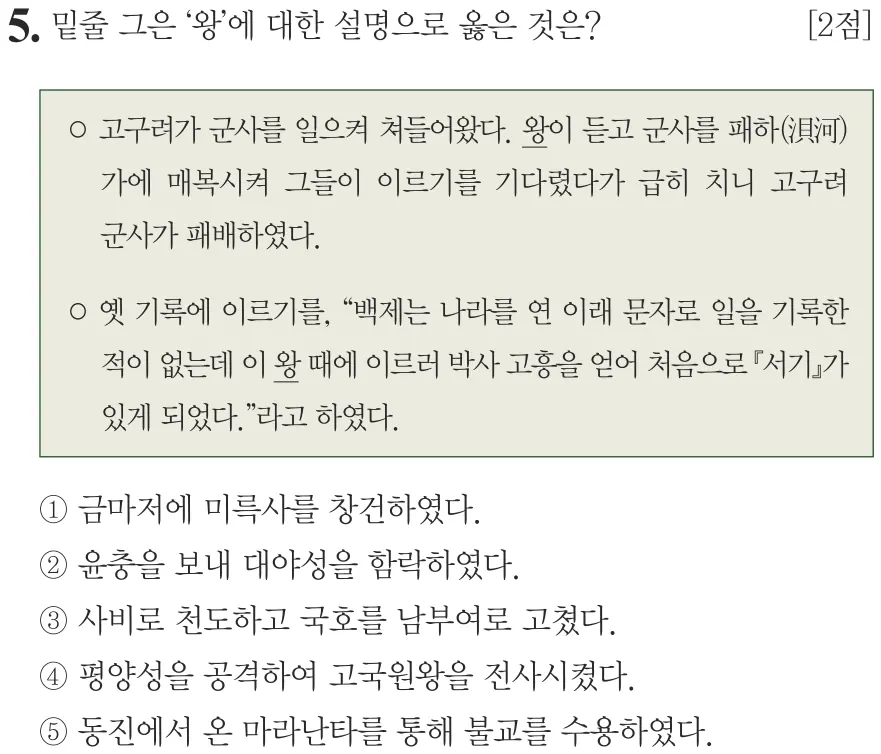 5. 밑줄 그은 ‘왕’에 대한 설명으로 옳은 것은? [2점]
○ 고구려가 군사를 일으켜 쳐들어왔다. 왕이 듣고 군사를 패하(浿河)
가에 매복시켜 그들이 이르기를 기다렸다가 급히 치니 고구려
군사가 패배하였다.
○ 옛 기록에 이르기를, “백제는 나라를 연 이래 문자로 일을 기록한
적이 없는데 이 왕 때에 이르러 박사 고흥을 얻어 처음으로 『서기』가
있게 되었다.”라고 하였다.
① 금마저에 미륵사를 창건하였다.
② 윤충을 보내 대야성을 함락하였다.
③ 사비로 천도하고 국호를 남부여로 고쳤다.
④ 평양성을 공격하여 고국원왕을 전사시켰다.
⑤ 동진에서 온 마라난타를 통해 불교를 수용하였다.